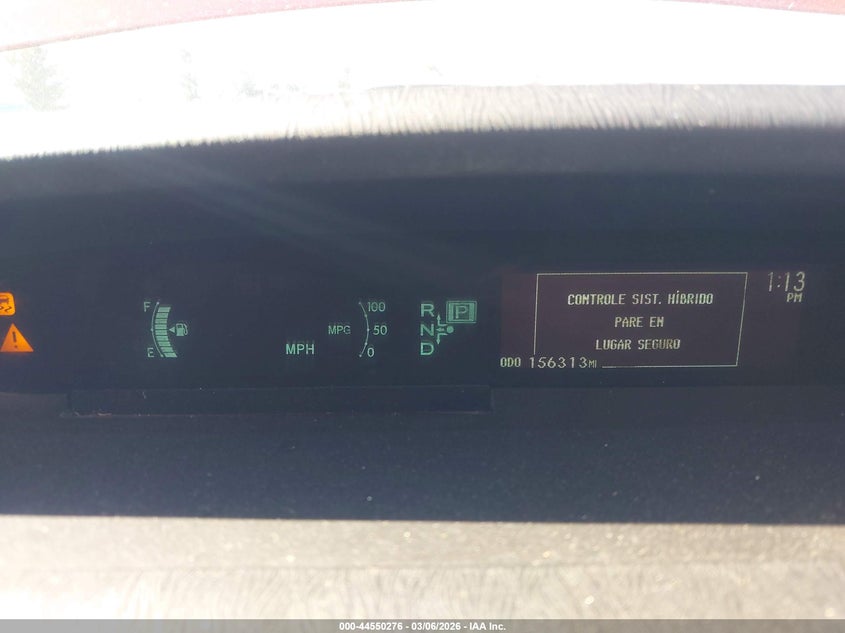 F
E
MPH
MPG
100
50
0
R
N
D
P
CONTROLE SIST. HÍBRIDO
PARE EN
LUGAR SEGURO
ODO 156313 MI
1:13
PM
000-44550276 - 03/06/2026 - IAA Inc.